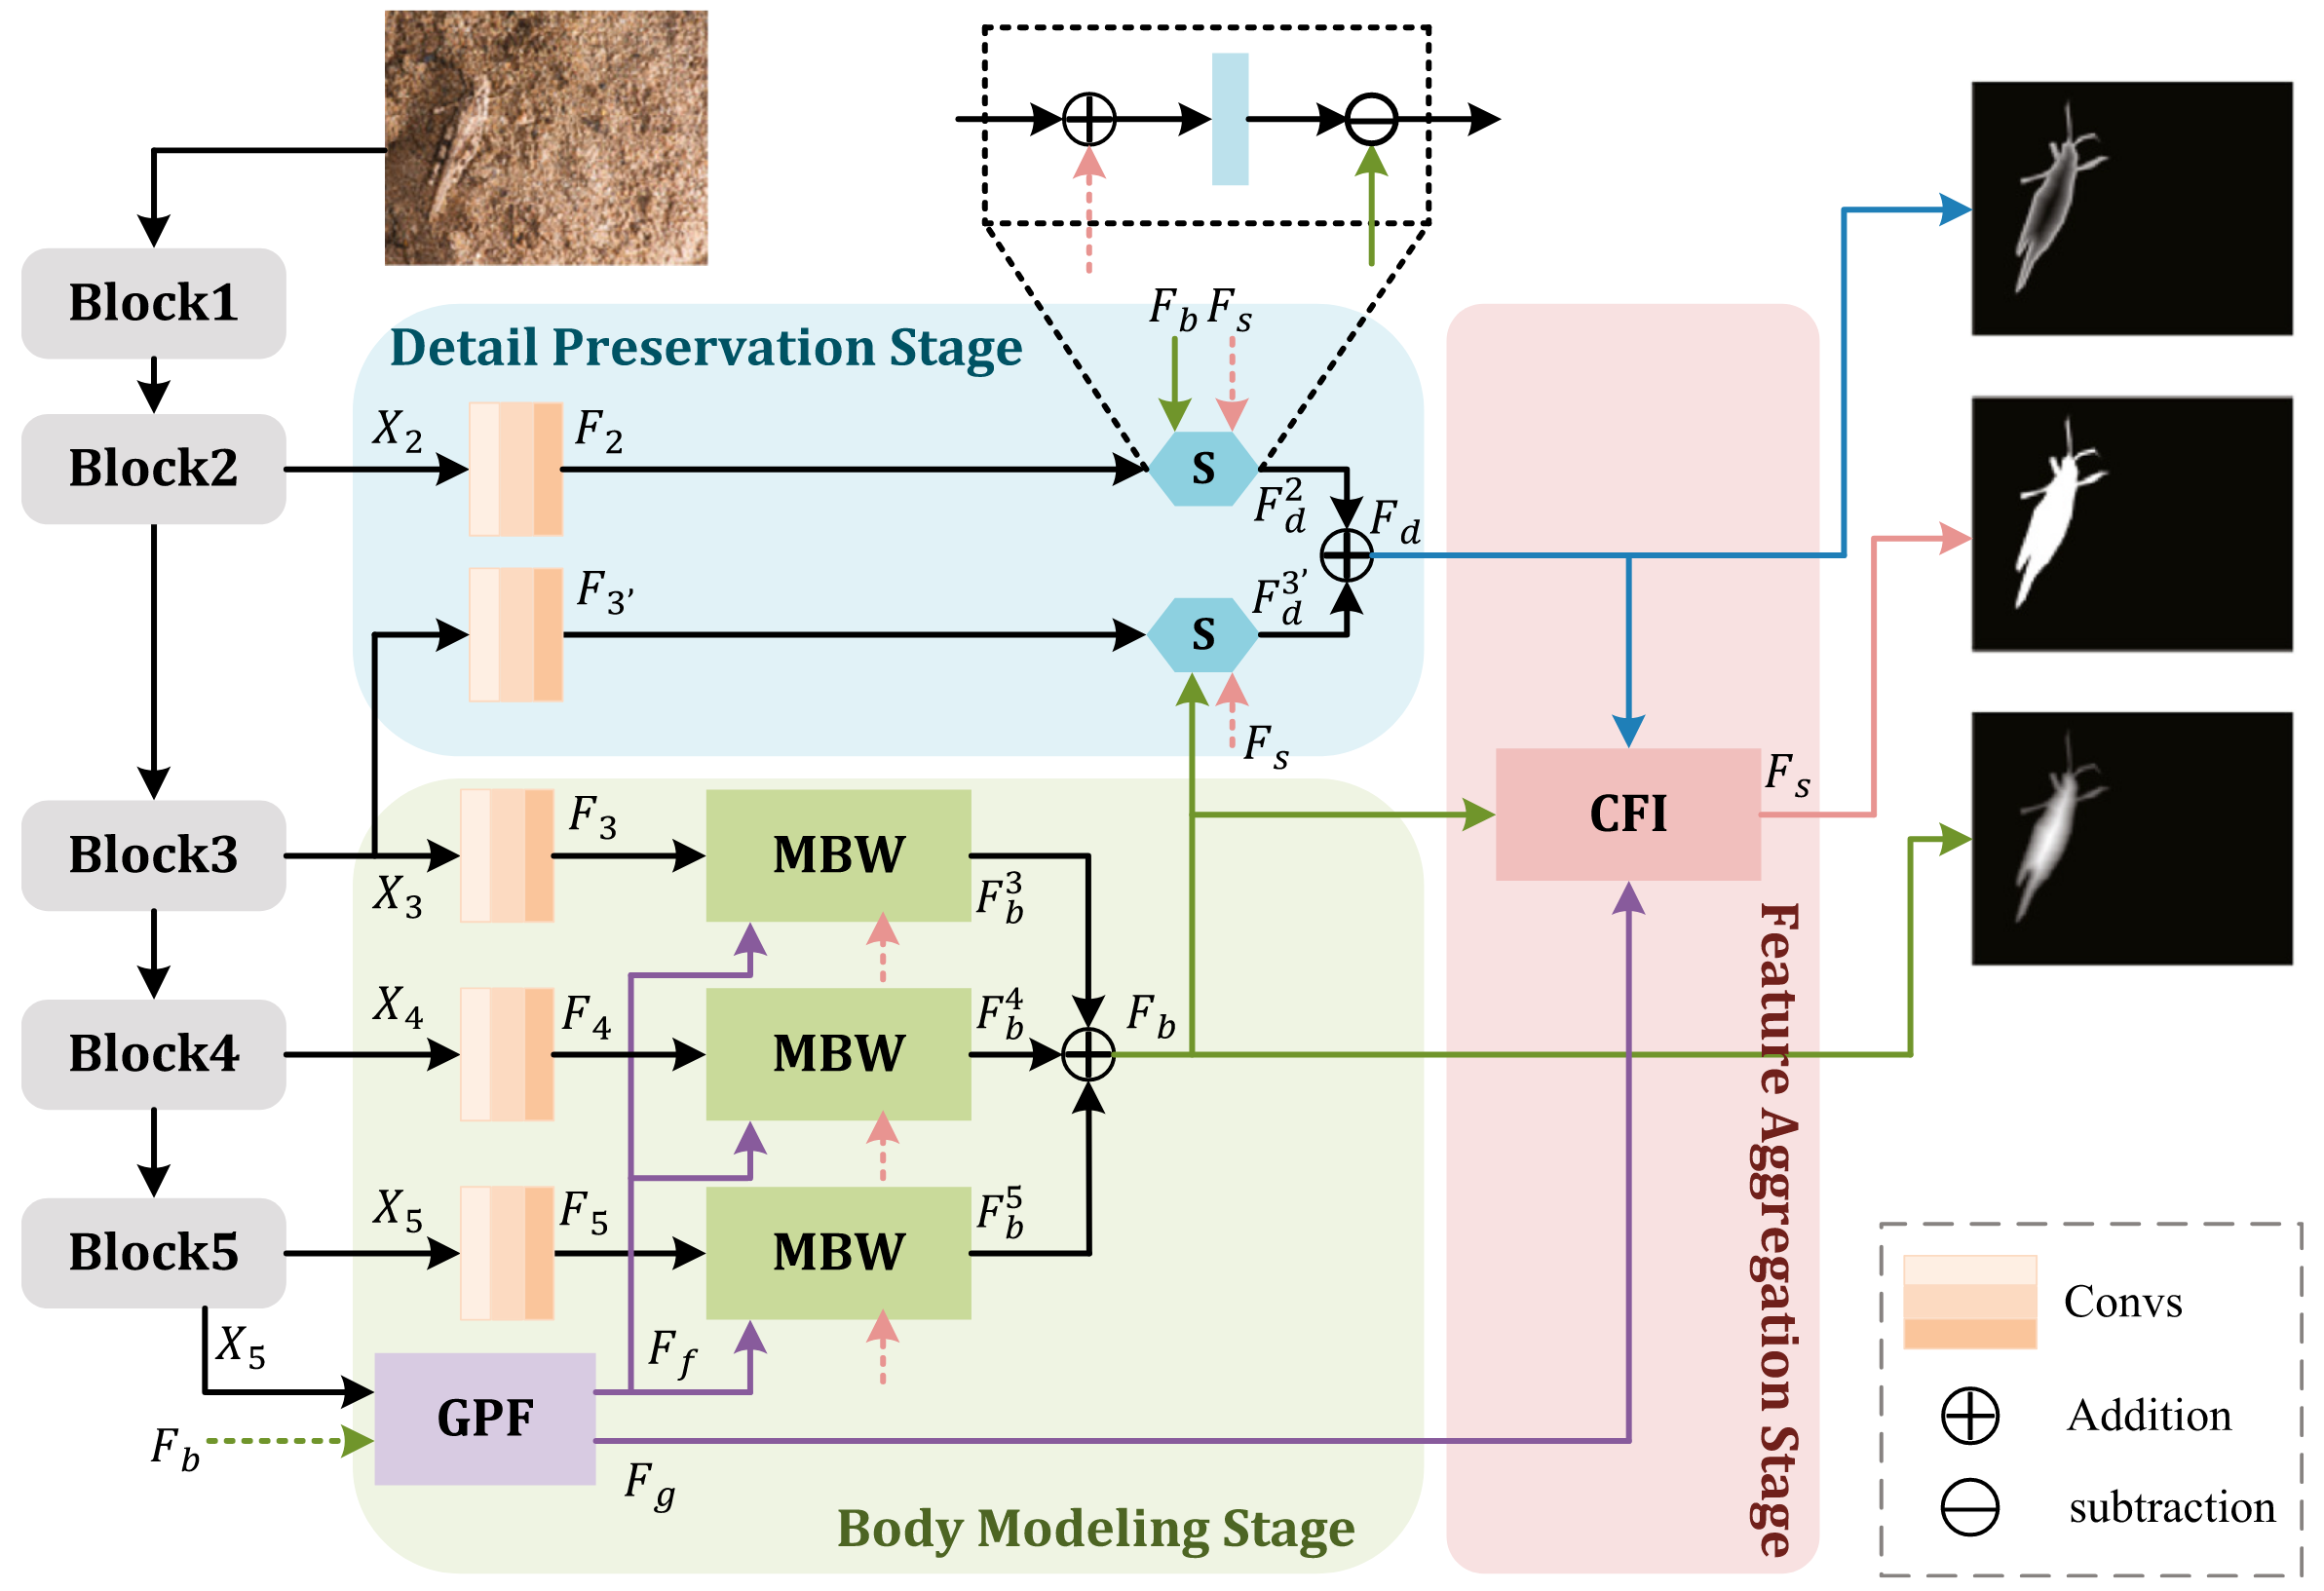 Block1
Block2
Block3
Block4
Block5
Detail Preservation Stage
F_b F_s
X_2
F_2
S
F_d^2
F_d
F_3’
S
F_d^3’
F_s
X_3
F_3
MBW
F_b^3
X_4
F_4
MBW
F_b^4
F_b
X_5
F_5
MBW
F_b^5
X_5
F_f
GPF
F_b
F_g
Body Modeling Stage
CFI
F_s
Feature Aggregation Stage
Convs
Addition
subtraction